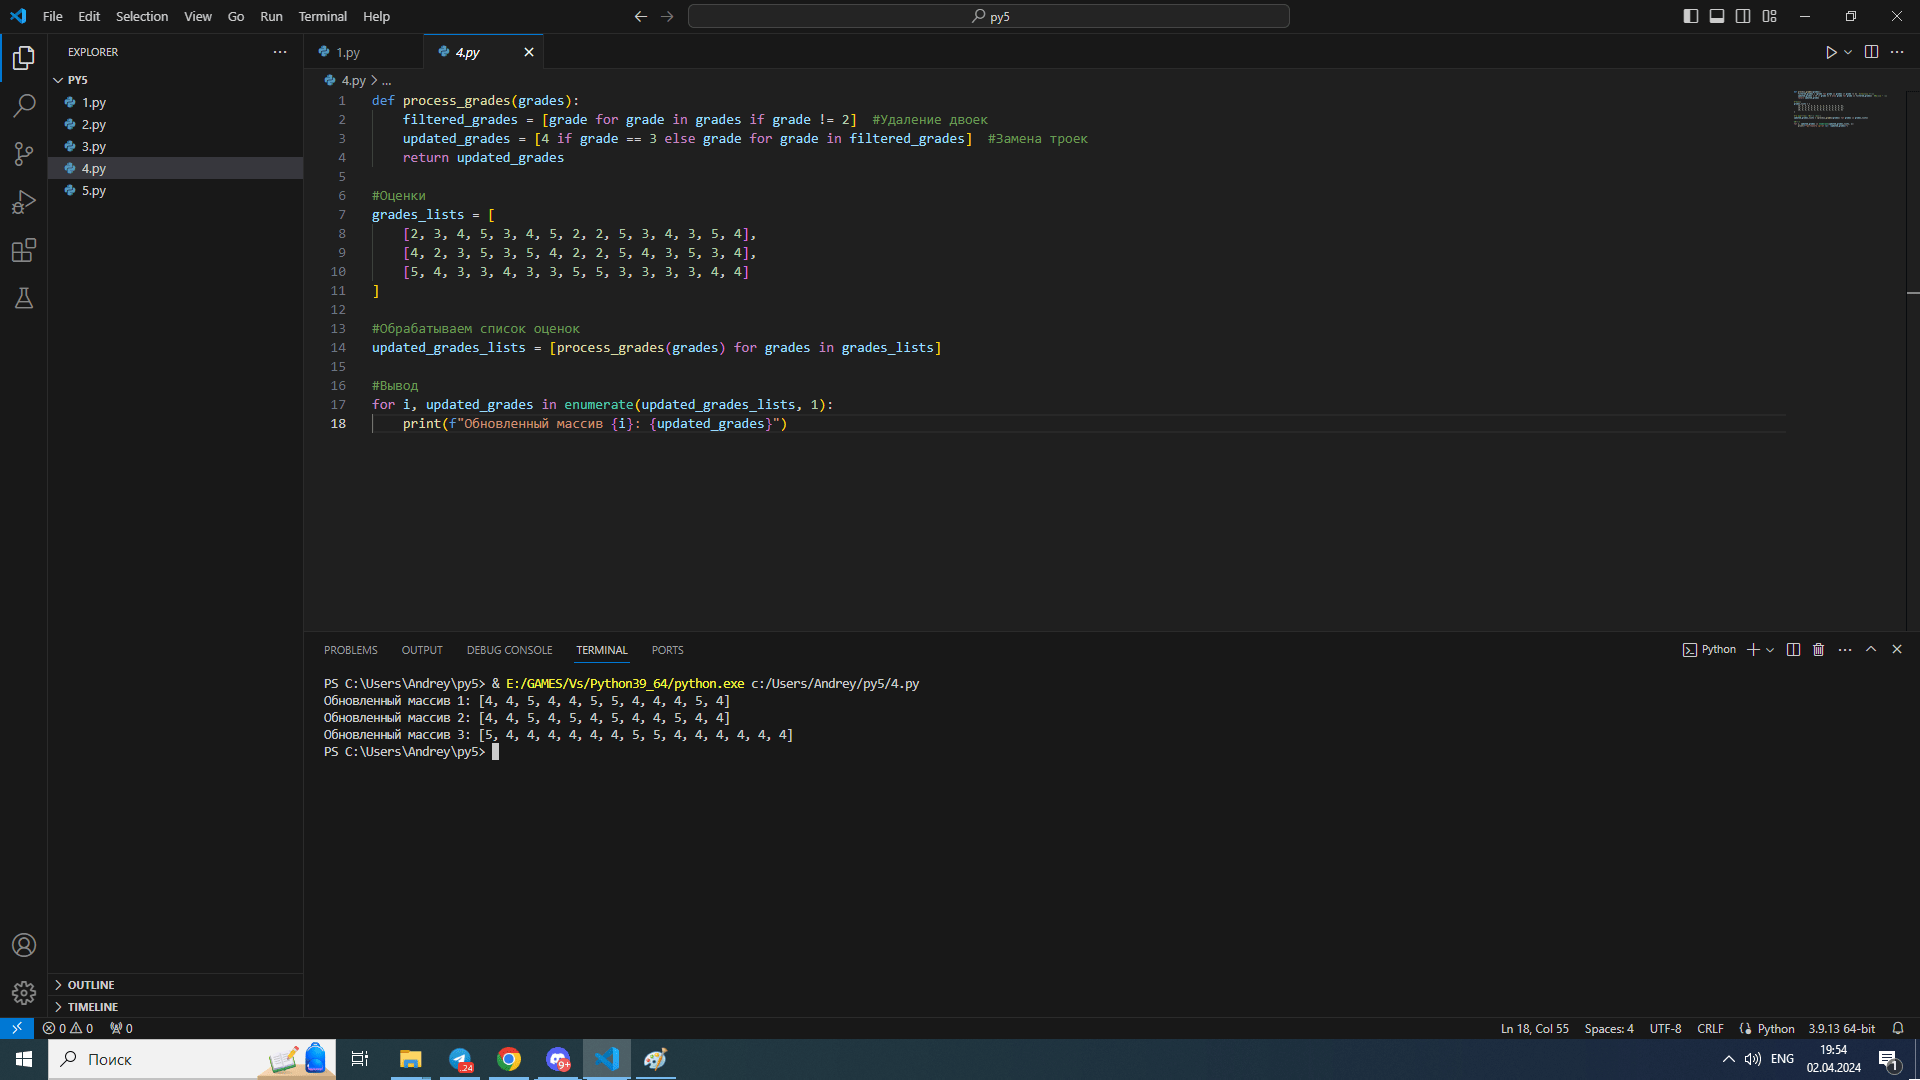 File Edit Selection View Go Run Terminal Help
py5
EXPLORER
PY5
1.py
2.py
3.py
4.py
5.py
OUTLINE
TIMELINE
1.py
4.py
4.py > ...
1 def process_grades(grades):
2 filtered_grades = [grade for grade in grades if grade != 2] #Удаление двоек
3 updated_grades = [4 if grade == 3 else grade for grade in filtered_grades] #Замена троек
4 return updated_grades
5
6 #Оценки
7 grades_lists = [
8 [2, 3, 4, 5, 3, 4, 5, 2, 2, 5, 3, 4, 3, 5, 4],
9 [4, 2, 3, 5, 3, 5, 4, 2, 2, 5, 4, 3, 5, 3, 4],
10 [5, 4, 3, 3, 4, 3, 3, 5, 5, 3, 3, 3, 3, 4, 4]
11 ]
12
13 #Обрабатываем список оценок
14 updated_grades_lists = [process_grades(grades) for grades in grades_lists]
15
16 #Вывод
17 for i, updated_grades in enumerate(updated_grades_lists, 1):
18 print(f"Обновленный массив {i}: {updated_grades}")
PROBLEMS OUTPUT DEBUG CONSOLE TERMINAL PORTS
Python
PS C:\Users\Andrey\py5> & E:/GAMES/Vs/Python39_64/python.exe c:/Users/Andrey/py5/4.py
Обновленный массив 1: [4, 4, 5, 4, 4, 5, 5, 4, 4, 4, 5, 4]
Обновленный массив 2: [4, 4, 5, 4, 5, 4, 5, 4, 4, 5, 4, 4]
Обновленный массив 3: [5, 4, 4, 4, 4, 4, 4, 5, 5, 4, 4, 4, 4, 4, 4]
PS C:\Users\Andrey\py5>
0 0 0
Ln 18, Col 55 Spaces: 4 UTF-8 CRLF Python 3.9.13 64-bit
Поиск
24
9+
ENG
19:54
02.04.2024
1